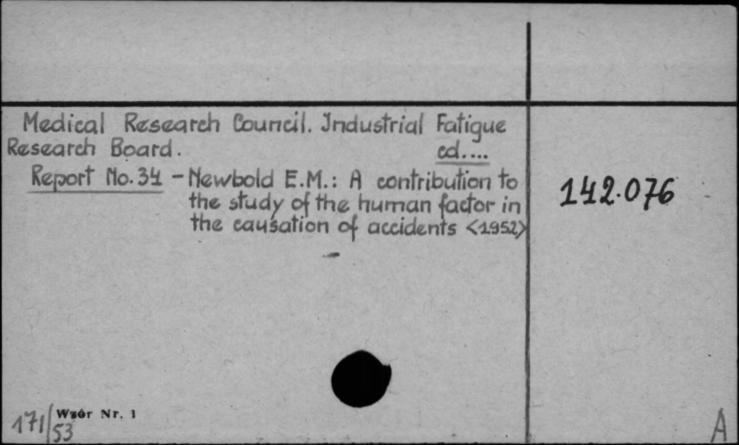 Medical Research Council. Industrial Fatigue
Research Board. cd....
Report No. 34 - Newbold E.M.: A contribution to
the study of the human factor in
the causation of accidents <1952>
142.076
171/53 Wzór Nr. 1
A